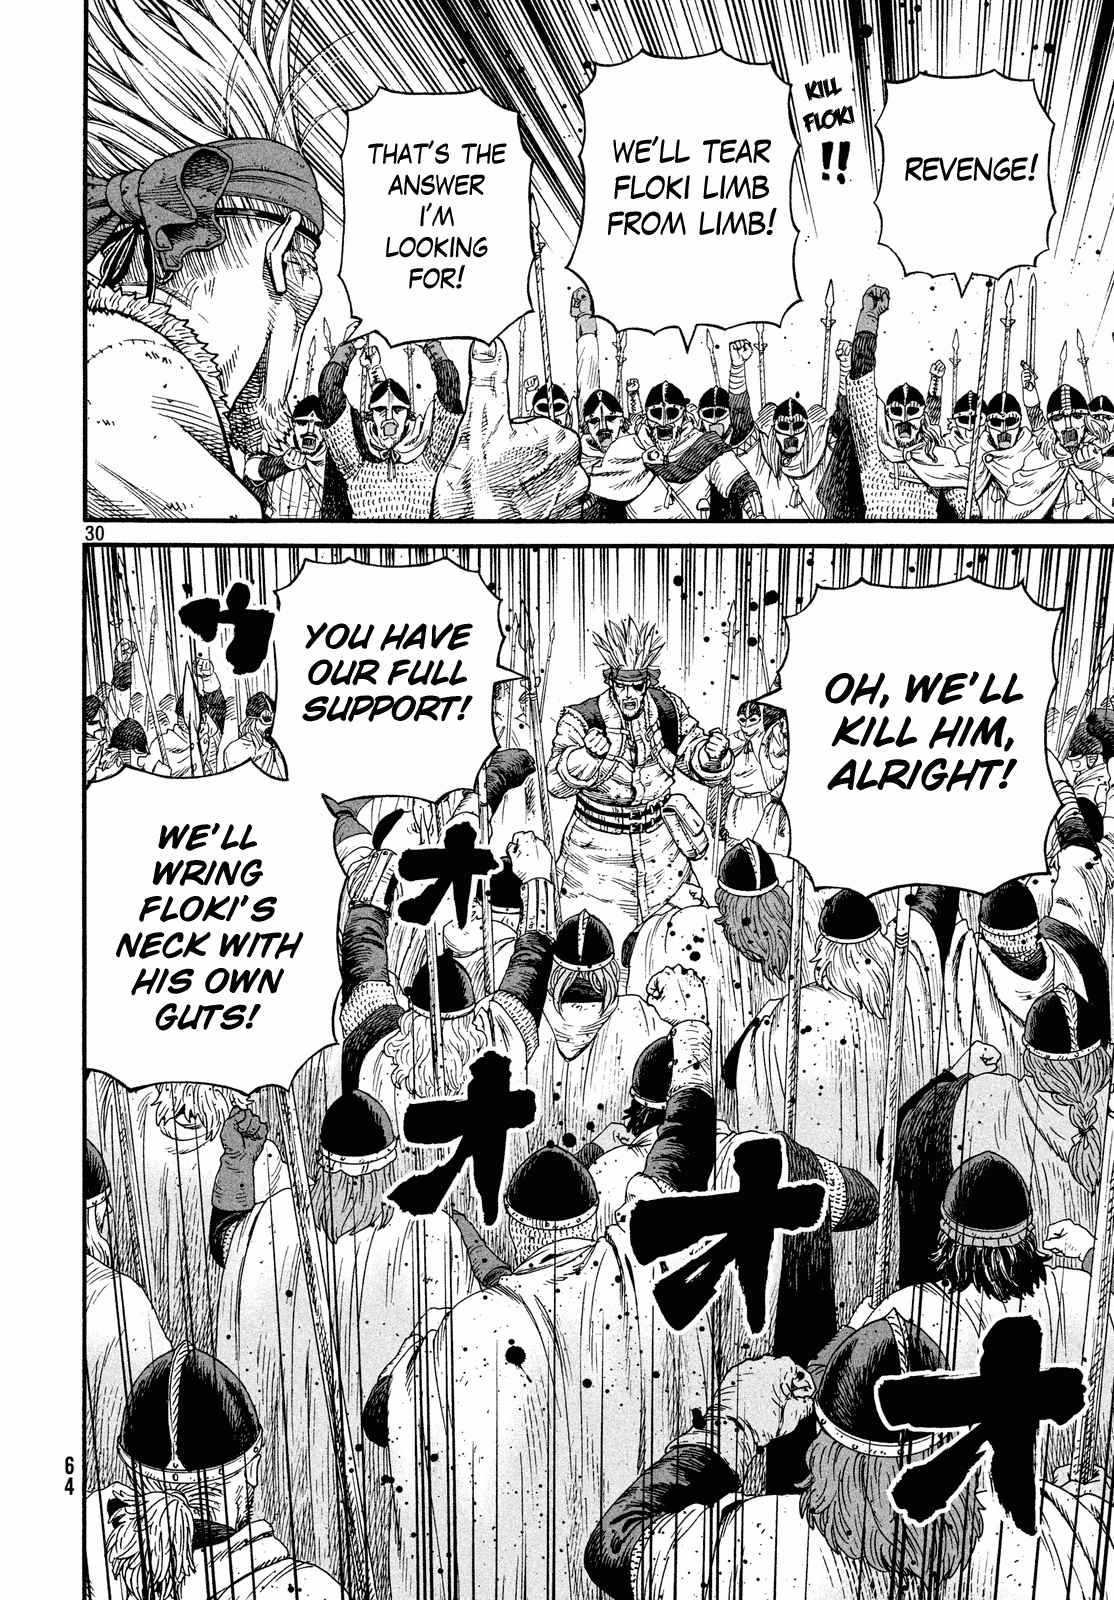 REVENGE!
KILL
FLOKI
!!
WE'LL TEAR
FLOKI LIMB
FROM LIMB!
THAT'S THE
ANSWER
I'M
LOOKING
FOR!
30
OH, WE'LL
KILL HIM,
ALRIGHT!
YOU HAVE
OUR FULL
SUPPORT!
WE'LL
WRING
FLOKI'S
NECK WITH
HIS OWN
GUTS!
ウオオオオ
64